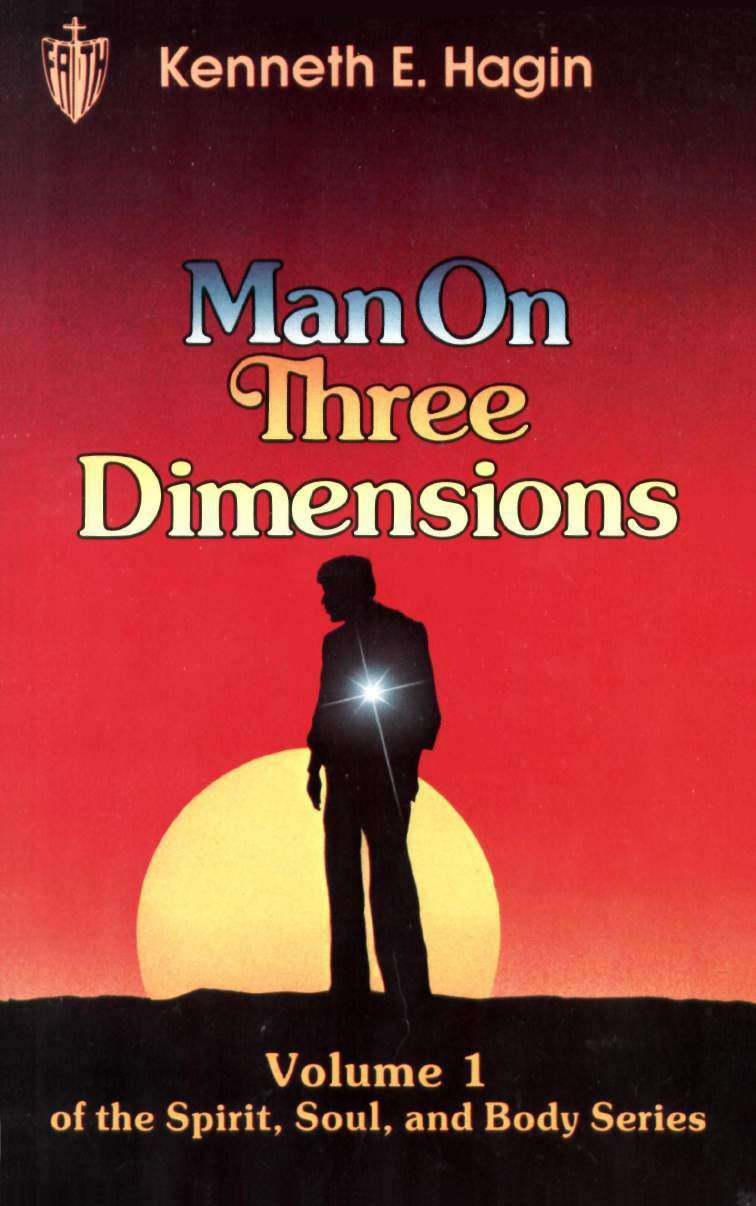 FAITH
Kenneth E. Hagin
Man On
Three
Dimensions
Volume 1
of the Spirit, Soul, and Body Series